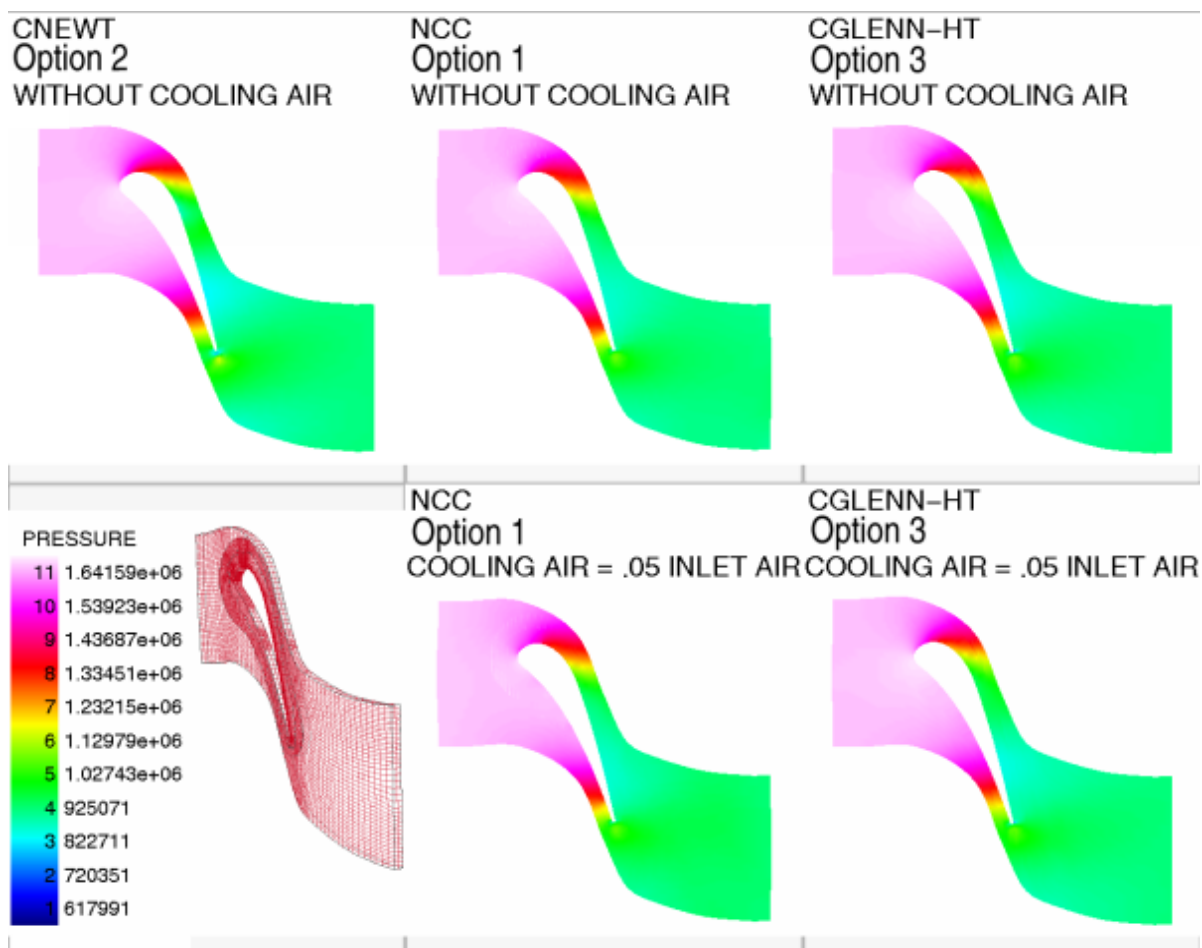 CNEWT
Option 2
WITHOUT COOLING AIR
NCC
Option 1
WITHOUT COOLING AIR
CGLENN-HT
Option 3
WITHOUT COOLING AIR
PRESSURE
11 1.64159e+06
10 1.53923e+06
9 1.43687e+06
8 1.33451e+06
7 1.23215e+06
6 1.12979e+06
5 1.02743e+06
4 925071
3 822711
2 720351
1 617991
NCC
Option 1
COOLING AIR = .05 INLET AIR
CGLENN-HT
Option 3
COOLING AIR = .05 INLET AIR